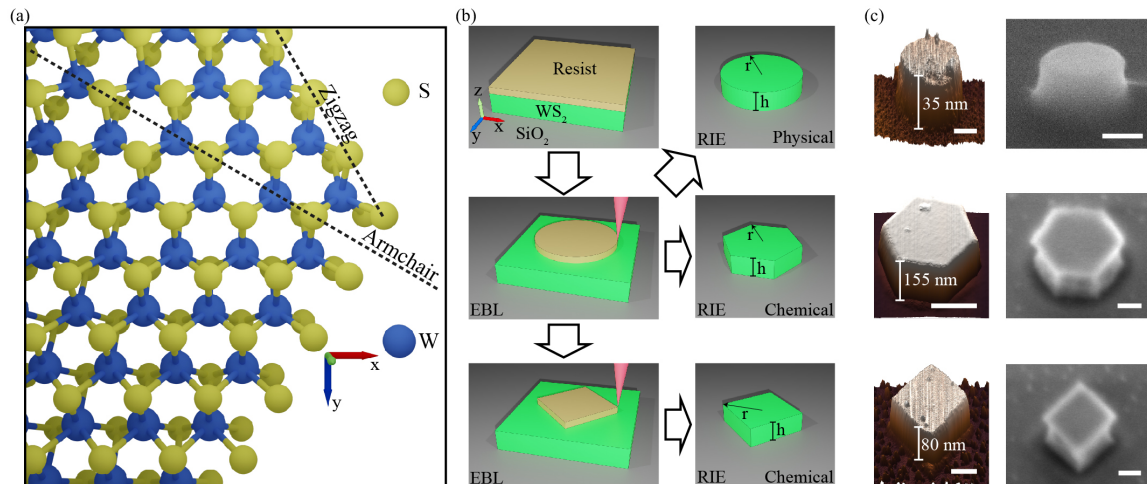 (a)
Zigzag
Armchair
S
W
x
y
(b)
Resist
WS₂
SiO₂
z
y
x
r
h
RIE
Physical
EBL
r
h
RIE
Chemical
EBL
r
h
RIE
Chemical
(c)
35 nm
155 nm
80 nm